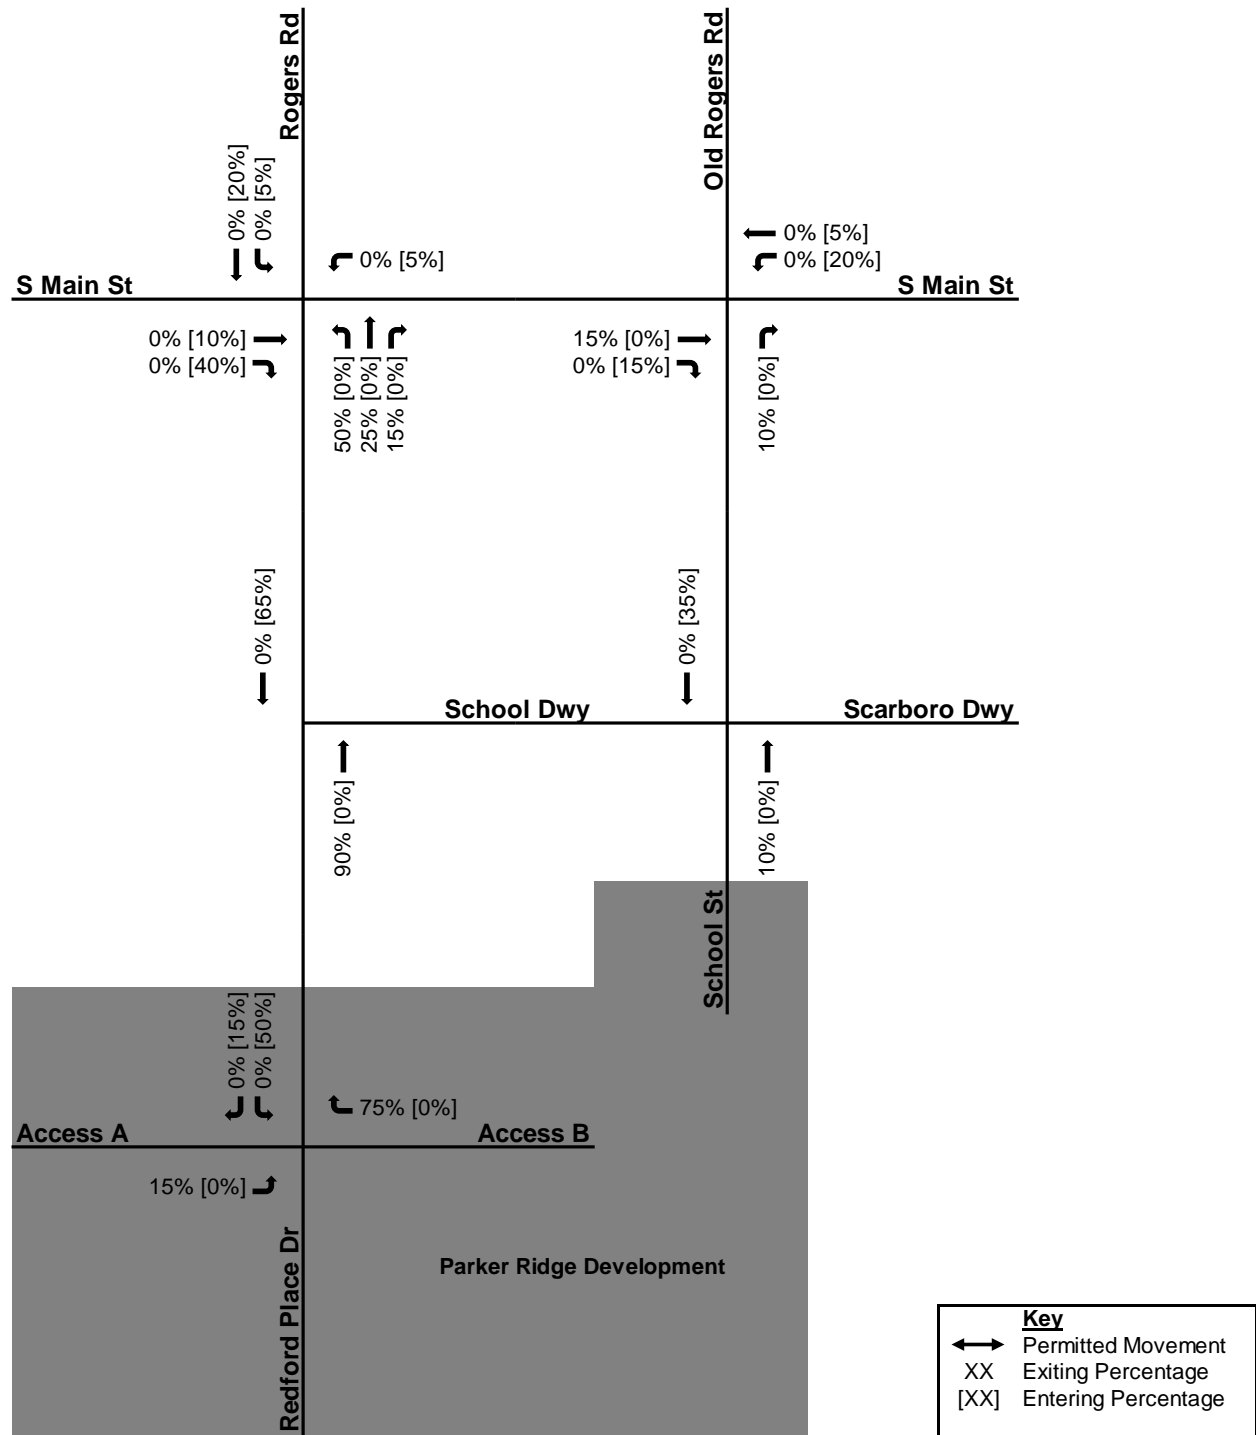 Rogers Rd
Old Rogers Rd
0% [20%]
0% [5%]
0% [5%]
0% [5%]
0% [20%]
S Main St
S Main St
0% [10%]
0% [40%]
50% [0%]
25% [0%]
15% [0%]
15% [0%]
0% [15%]
10% [0%]
0% [65%]
0% [35%]
School Dwy
Scarboro Dwy
90% [0%]
10% [0%]
School St
0% [15%]
0% [50%]
75% [0%]
Access A
Access B
15% [0%]
Redford Place Dr
Parker Ridge Development
Key
Permitted Movement
XX Exiting Percentage
[XX] Entering Percentage